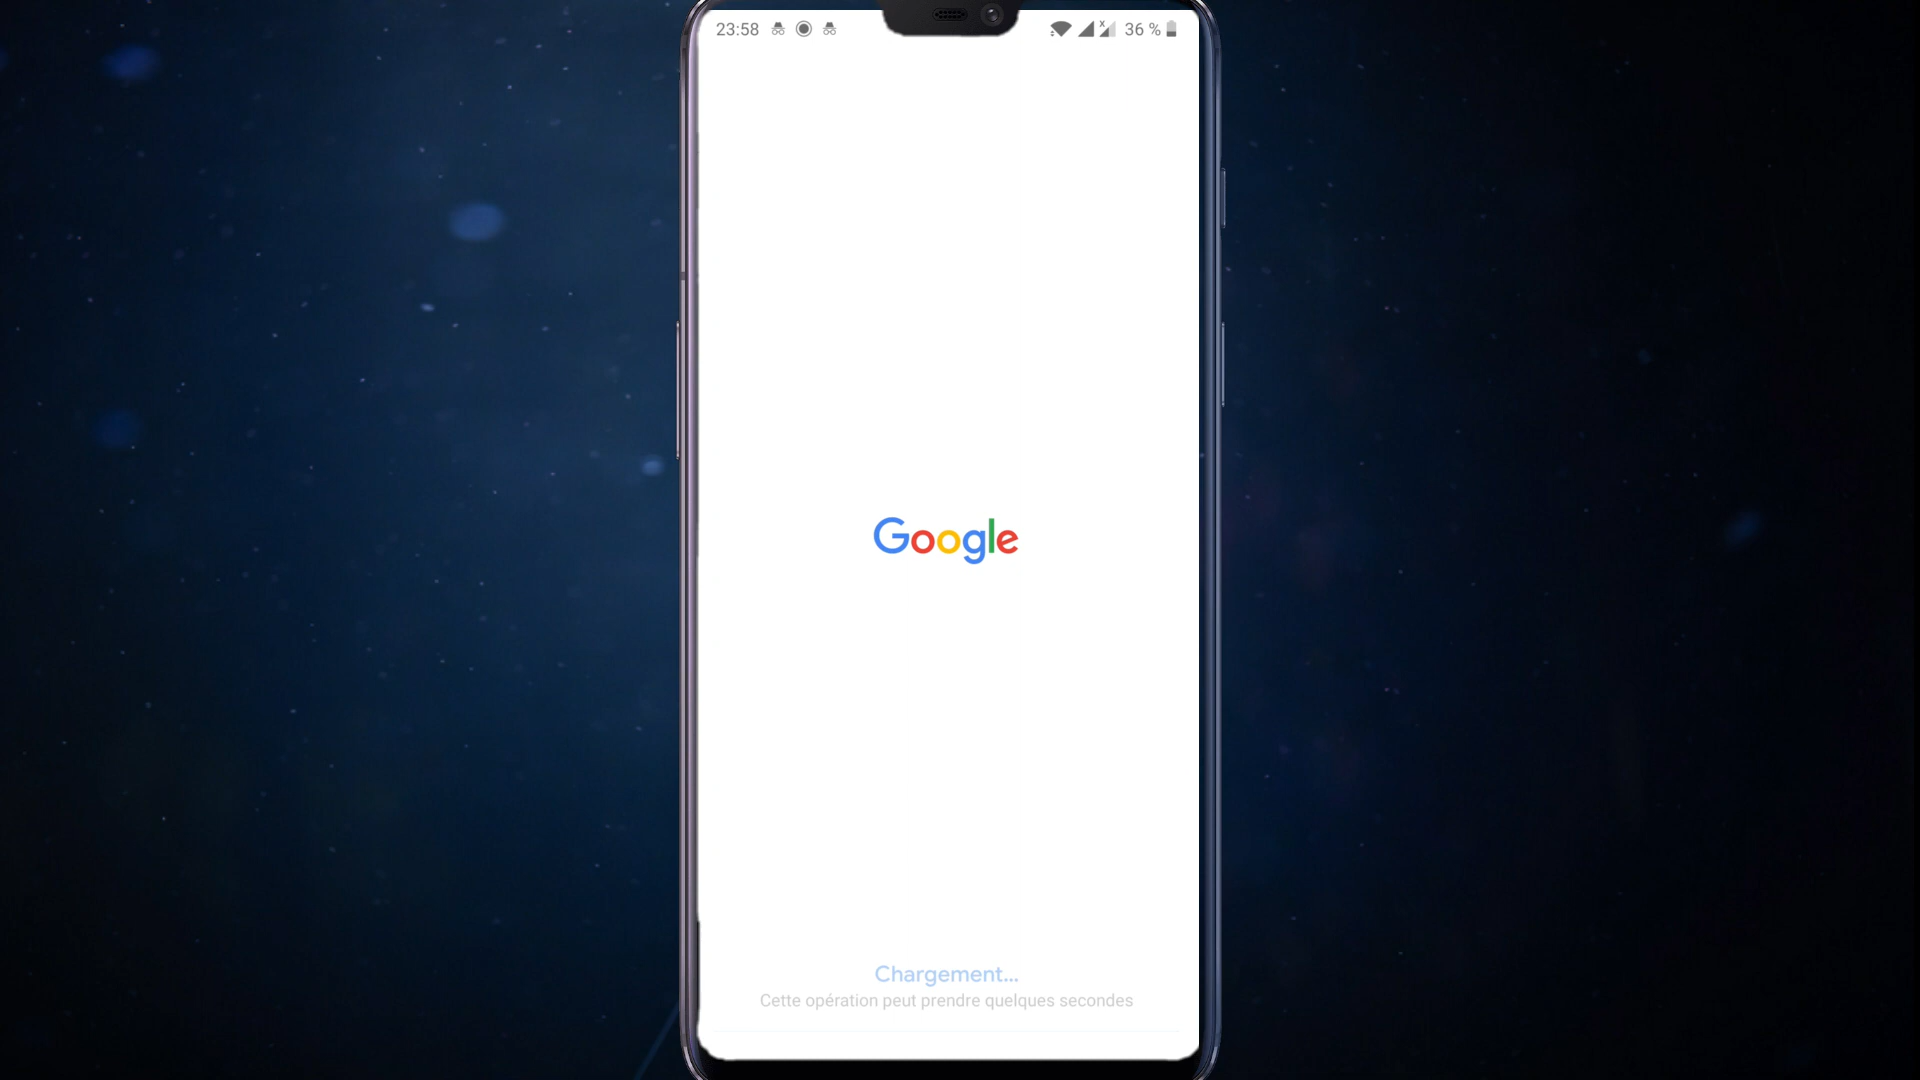 23:58
36 %
Google
Chargement...
Cette opération peut prendre quelques secondes